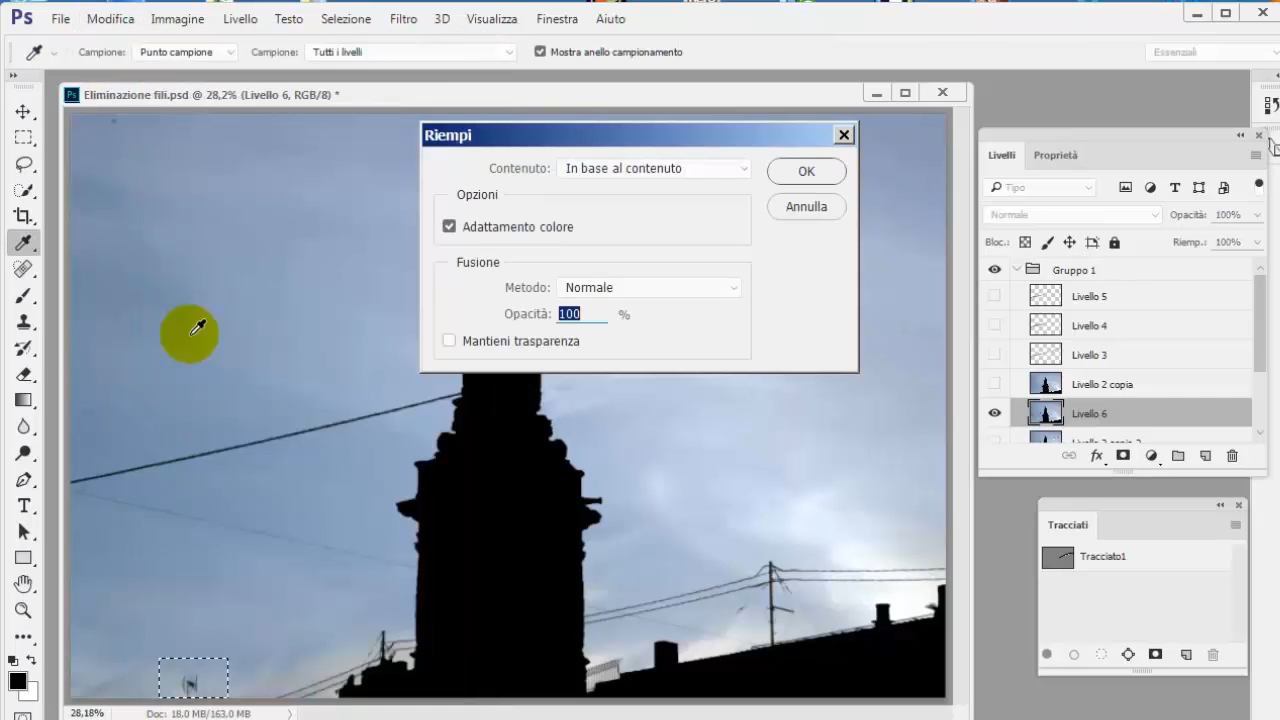 Ps File Modifica Immagine Livello Testo Selezione Filtro 3D Visualizza Finestra Aiuto
Campione: Punto campione Campione: Tutti i livelli Mostra anello campionamento Essenziali
Eliminazione fili.psd @ 28,2% (Livello 6, RGB/8) *
Riempi
Contenuto: In base al contenuto OK
Opzioni
Annulla
Adattamento colore
Fusione
Metodo: Normale
Opacità: 100 %
Mantieni trasparenza
Livelli Proprietà
Tipo
Normale Opacità: 100%
Bloc.: Riemp.: 100%
Gruppo 1
Livello 5
Livello 4
Livello 3
Livello 2 copia
Livello 6
fx
Tracciati
Tracciato1
28,18% Doc: 18.0 MB/163,0 MB